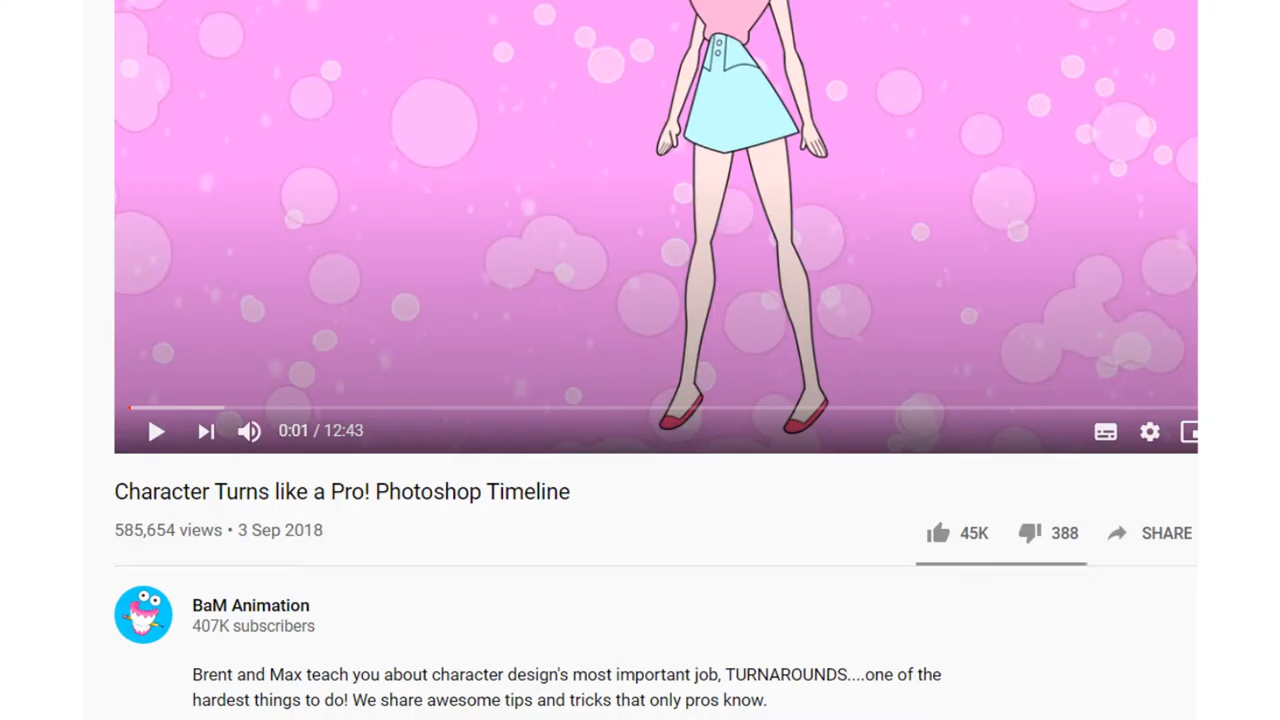 0:01 / 12:43
Character Turns like a Pro! Photoshop Timeline
585,654 views • 3 Sep 2018
45K 388 SHARE
BaM Animation
407K subscribers
Brent and Max teach you about character design's most important job, TURNAROUNDS....one of the
hardest things to do! We share awesome tips and tricks that only pros know.